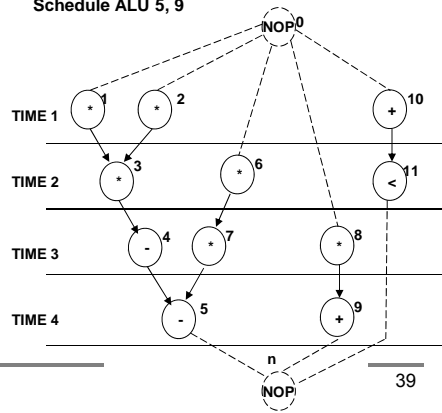 Schedule ALU 5, 9
NOP 0
TIME 1 * 1 * 2 + 10
TIME 2 * 3 * 6 < 11
TIME 3 - 4 * 7 * 8
TIME 4 - 5 + 9
n
NOP
39